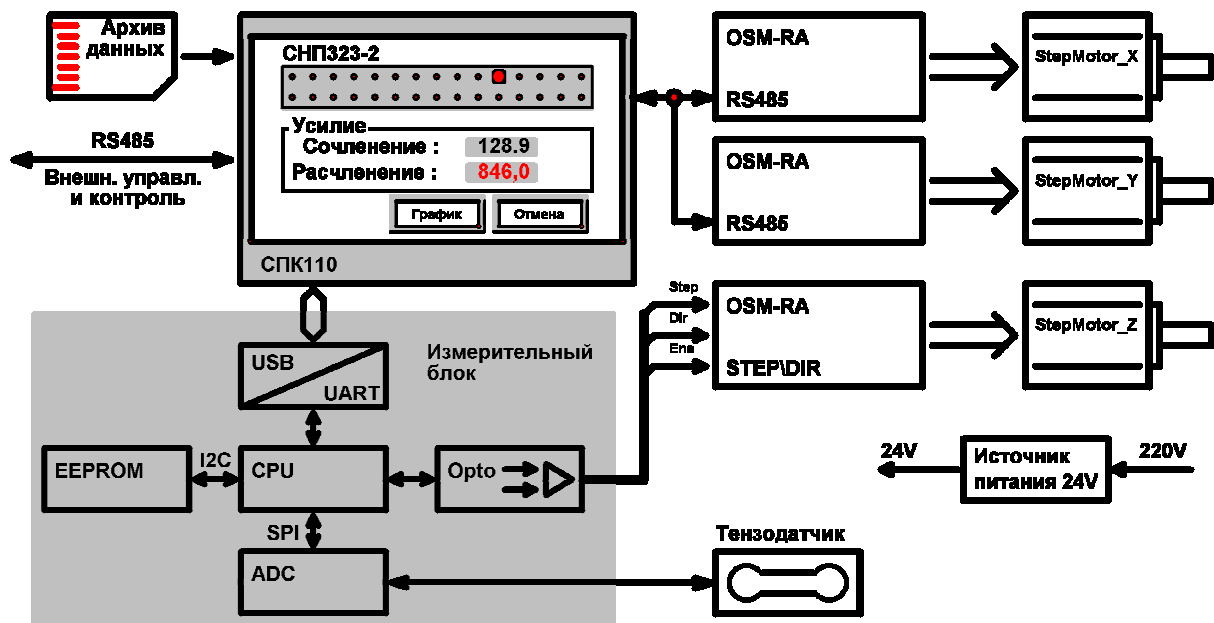 Архив
данных
RS485
Внешн. управл.
и контроль
СНП323-2
Усилие
Сочленение : 128.9
Расчленение : 846,0
График Отмена
СПК110
OSM-RA
RS485
StepMotor_X
OSM-RA
RS485
StepMotor_Y
Step
Dir
Ena
OSM-RA
STEP\DIR
StepMotor_Z
Измерительный
блок
USB
UART
EEPROM
I2C
CPU
Opto
SPI
ADC
24V
Источник
питания 24V
220V
Тензодатчик